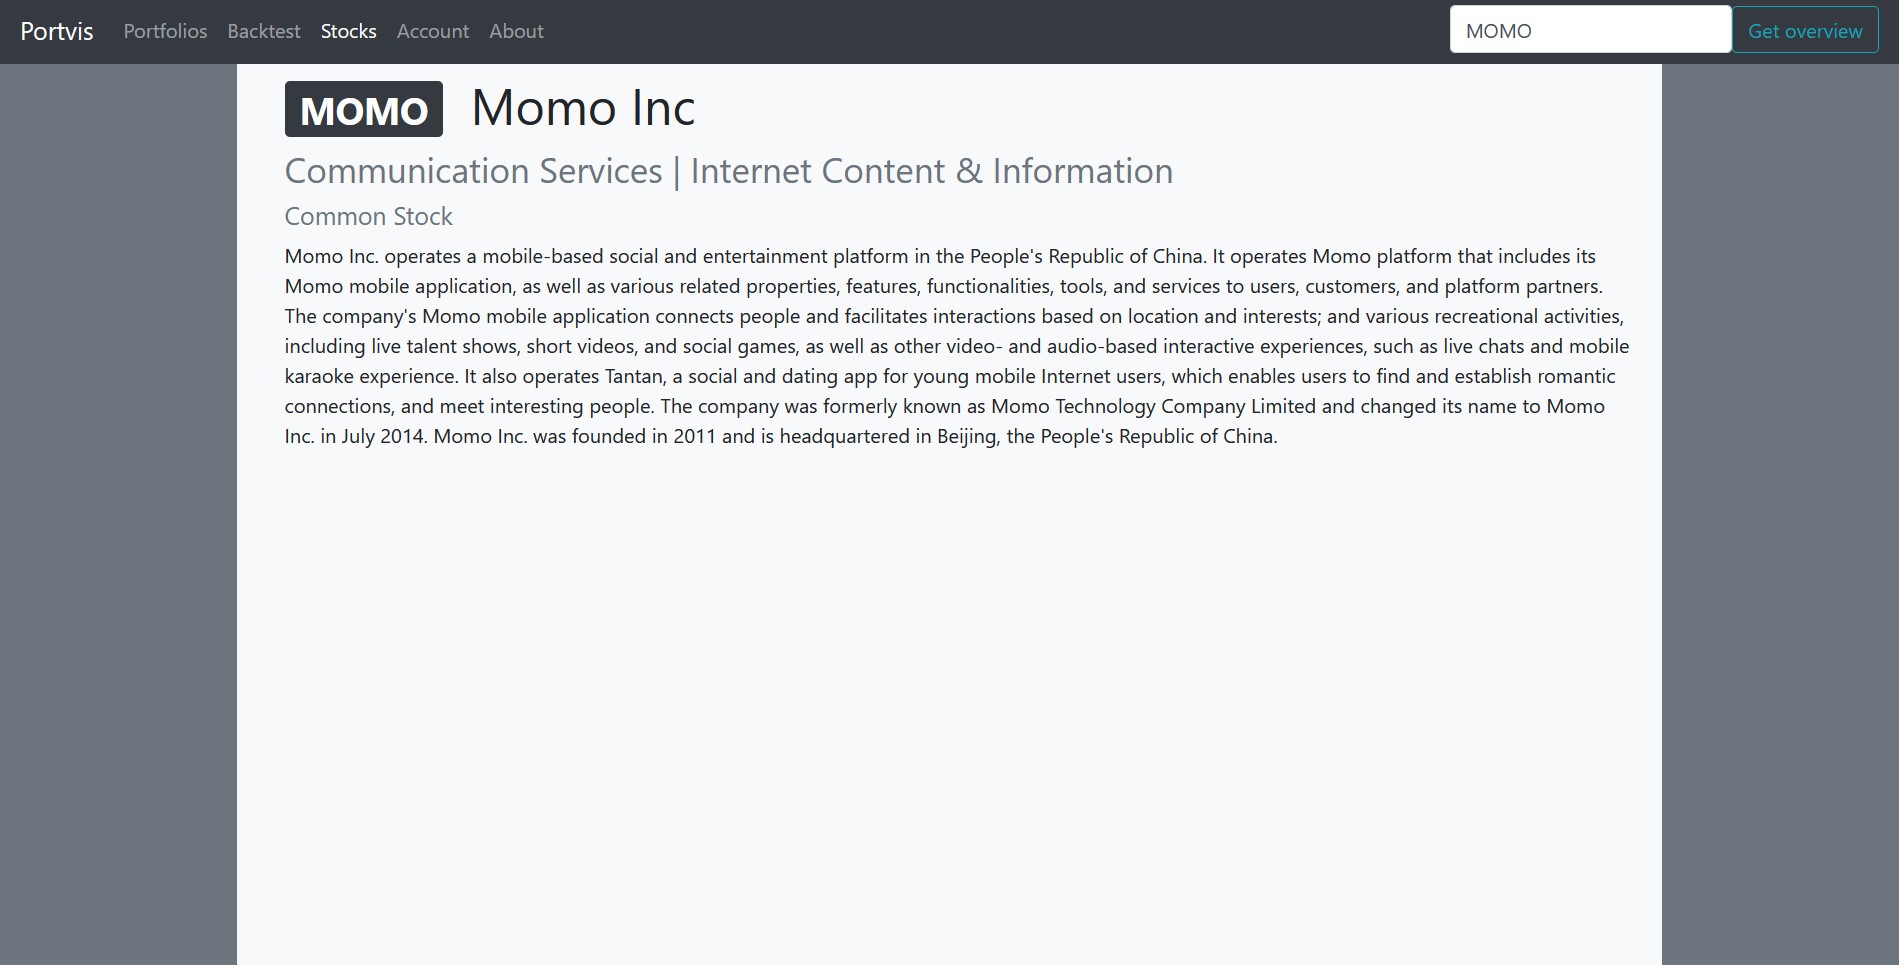 Portvis Portfolios Backtest Stocks Account About MOMO Get overview
MOMO Momo Inc
Communication Services | Internet Content & Information
Common Stock
Momo Inc. operates a mobile-based social and entertainment platform in the People's Republic of China. It operates Momo platform that includes its
Momo mobile application, as well as various related properties, features, functionalities, tools, and services to users, customers, and platform partners.
The company's Momo mobile application connects people and facilitates interactions based on location and interests; and various recreational activities,
including live talent shows, short videos, and social games, as well as other video- and audio-based interactive experiences, such as live chats and mobile
karaoke experience. It also operates Tantan, a social and dating app for young mobile Internet users, which enables users to find and establish romantic
connections, and meet interesting people. The company was formerly known as Momo Technology Company Limited and changed its name to Momo
Inc. in July 2014. Momo Inc. was founded in 2011 and is headquartered in Beijing, the People's Republic of China.